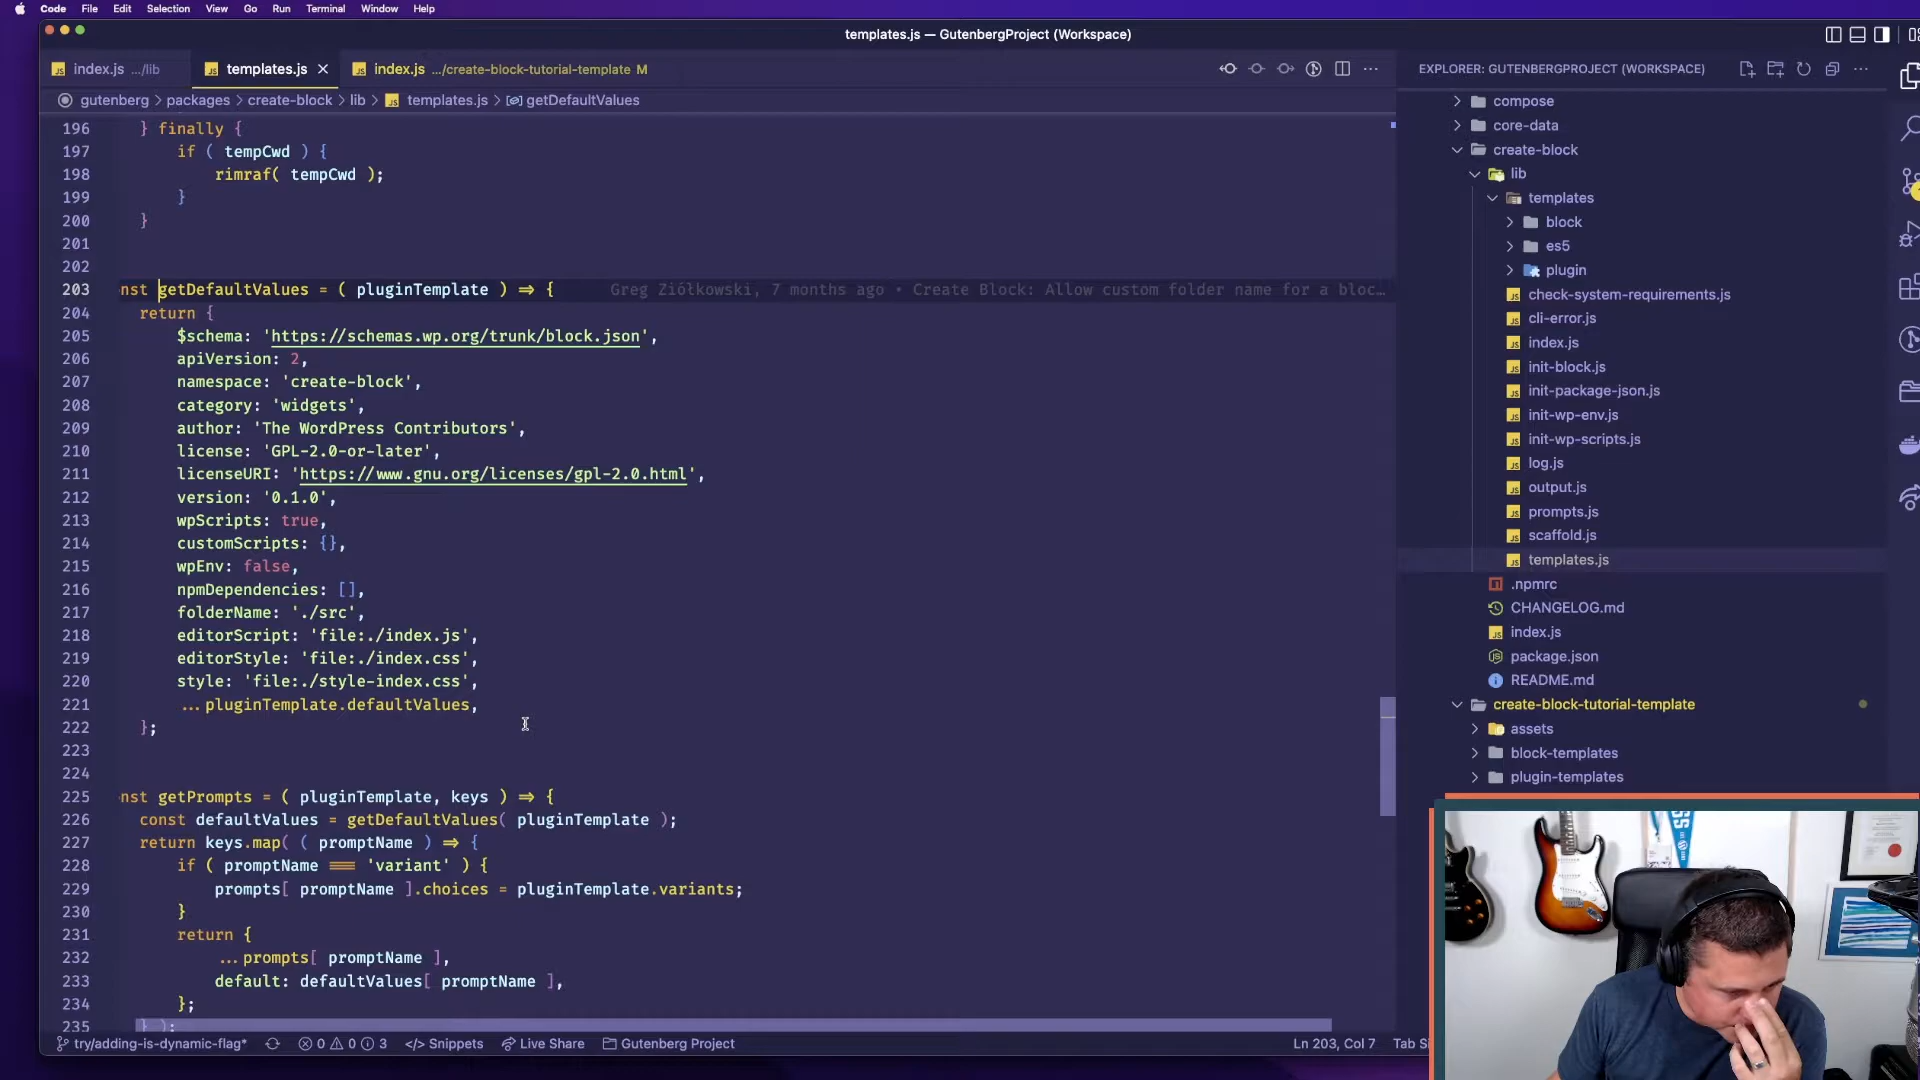 Code File Edit Selection View Go Run Terminal Window Help
templates.js — GutenbergProject (Workspace)
index.js .../lib
templates.js
index.js .../create-block-tutorial-template M
gutenberg > packages > create-block > lib > templates.js > getDefaultValues
196 } finally {
197 if ( tempCwd ) {
198 rimraf( tempCwd );
199 }
200 }
201
202
203 nst getDefaultValues = ( pluginTemplate ) => { Greg Ziółkowski, 7 months ago • Create Block: Allow custom folder name for a bloc…
204 return {
205 $schema: 'https://schemas.wp.org/trunk/block.json',
206 apiVersion: 2,
207 namespace: 'create-block',
208 category: 'widgets',
209 author: 'The WordPress Contributors',
210 license: 'GPL-2.0-or-later',
211 licenseURI: 'https://www.gnu.org/licenses/gpl-2.0.html',
212 version: '0.1.0',
213 wpScripts: true,
214 customScripts: {},
215 wpEnv: false,
216 npmDependencies: [],
217 folderName: './src',
218 editorScript: 'file:./index.js',
219 editorStyle: 'file:./index.css',
220 style: 'file:./style-index.css',
221 ...pluginTemplate.defaultValues,
222 };
223
224
225 nst getPrompts = ( pluginTemplate, keys ) => {
226 const defaultValues = getDefaultValues( pluginTemplate );
227 return keys.map( ( promptName ) => {
228 if ( promptName === 'variant' ) {
229 prompts[ promptName ].choices = pluginTemplate.variants;
230 }
231 return {
232 ...prompts[ promptName ],
233 default: defaultValues[ promptName ],
234 };
235 } );
EXPLORER: GUTENBERGPROJECT (WORKSPACE)
compose
core-data
create-block
lib
templates
block
es5
plugin
check-system-requirements.js
cli-error.js
index.js
init-block.js
init-package-json.js
init-wp-env.js
init-wp-scripts.js
log.js
output.js
prompts.js
scaffold.js
templates.js
.npmrc
CHANGELOG.md
index.js
package.json
README.md
create-block-tutorial-template
assets
block-templates
plugin-templates
try/adding-is-dynamic-flag* 0 0 3 </> Snippets Live Share Gutenberg Project Ln 203, Col 7 Tab Si